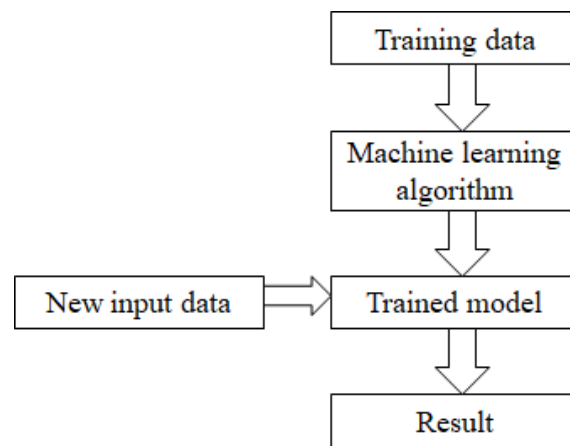 Training data
Machine learning
algorithm
New input data
Trained model
Result